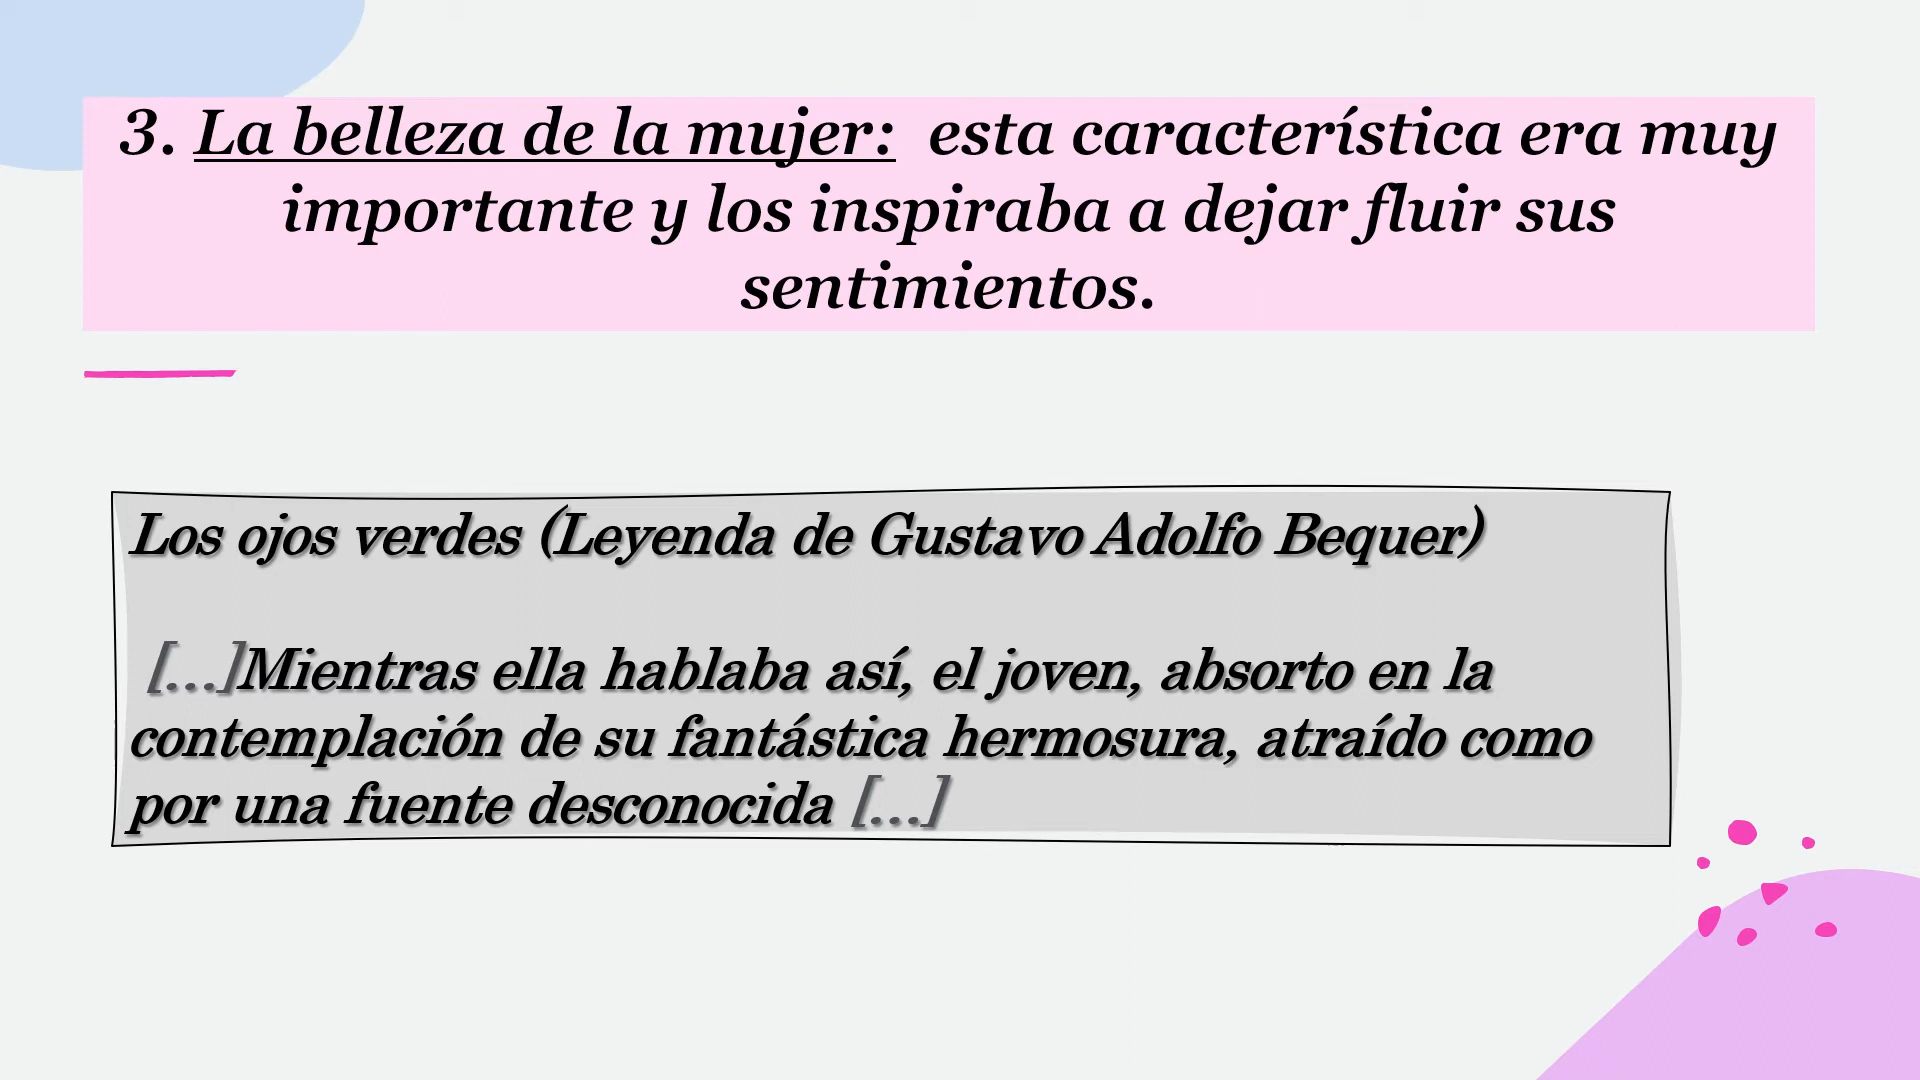 3. La belleza de la mujer: esta característica era muy
importante y los inspiraba a dejar fluir sus
sentimientos.
Los ojos verdes (Leyenda de Gustavo Adolfo Bequer)
[...]Mientras ella hablaba así, el joven, absorto en la
contemplación de su fantástica hermosura, atraído como
por una fuente desconocida [...]